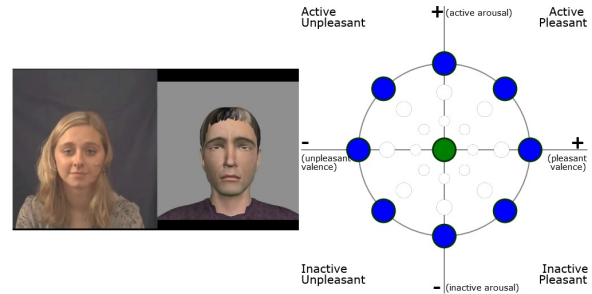 Active
Unpleasant
+ (active arousal)
Active
Pleasant
-
(unpleasant
valence)
+
(pleasant
valence)
Inactive
Unpleasant
- (inactive arousal)
Inactive
Pleasant